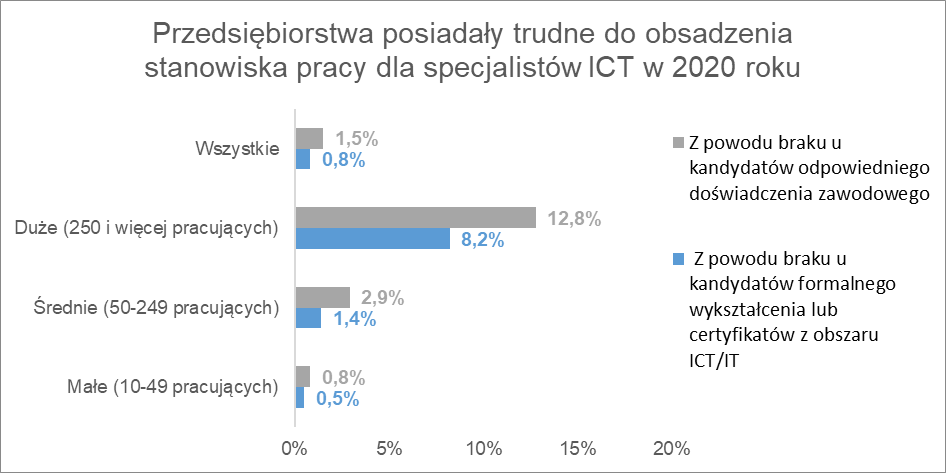 Przedsiębiorstwa posiadały trudne do obsadzenia
stanowiska pracy dla specjalistów ICT w 2020 roku
Wszystkie
1,5%
0,8%
Duże (250 i więcej pracujących)
12,8%
8,2%
Średnie (50-249 pracujących)
2,9%
1,4%
Małe (10-49 pracujących)
0,8%
0,5%
0%
5%
10%
15%
20%
Z powodu braku u
kandydatów odpowiedniego
doświadczenia zawodowego
Z powodu braku u
kandydatów formalnego
wykształcenia lub
certyfikatów z obszaru
ICT/IT